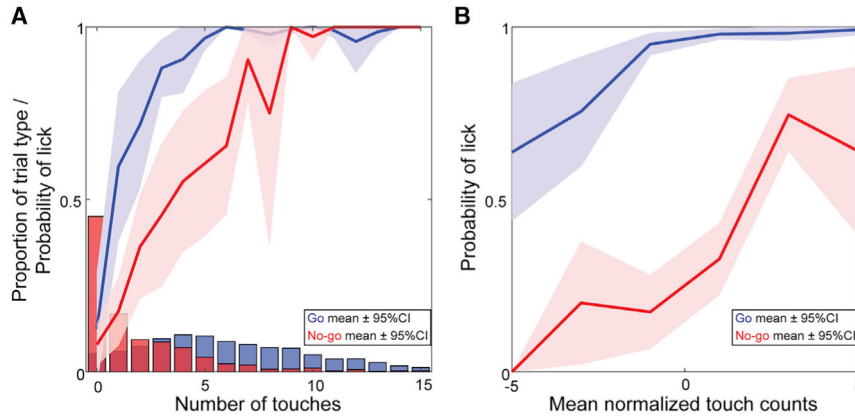 A
Proportion of trial type /
Probability of lick
1
0.5
0
0
5
10
15
Number of touches
Go mean ± 95%CI
No-go mean ± 95%CI
B
Probability of lick
1
0.5
0
-5
0
Mean normalized touch counts
Go mean ± 95%CI
No-go mean ± 95%CI